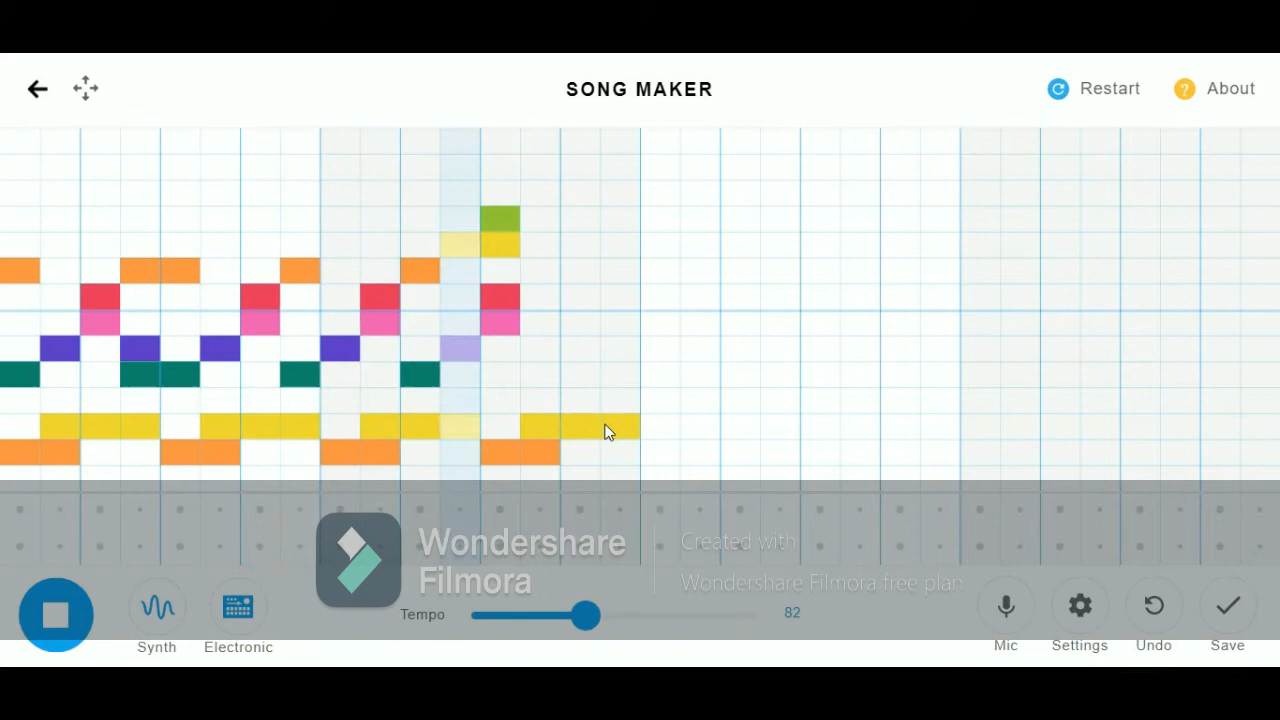 SONG MAKER
Restart
About
Wondershare
Filmora
Created with
Wondershare Filmora free plan
Tempo
82
Synth
Electronic
Mic
Settings
Undo
Save